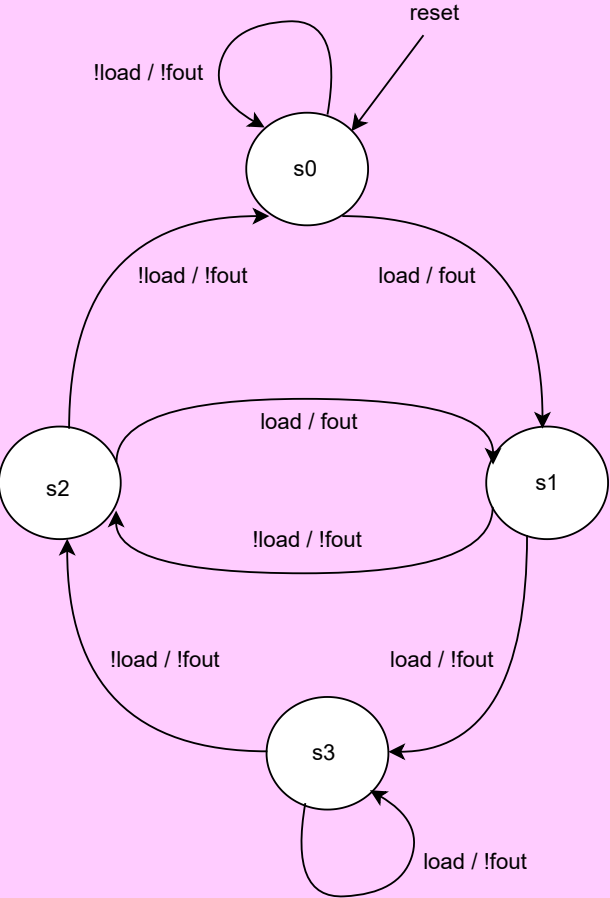 reset
!load / !fout
s0
!load / !fout
load / fout
load / fout
s2
s1
!load / !fout
!load / !fout
load / !fout
s3
load / !fout